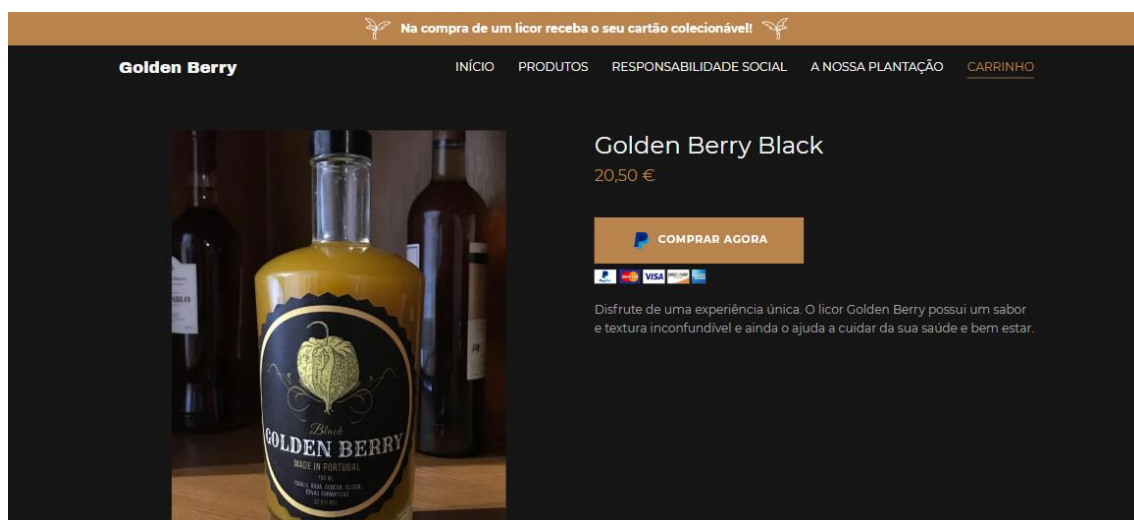 Na compra de um licor receba o seu cartão colecionável!
Golden Berry
INÍCIO
PRODUTOS
RESPONSABILIDADE SOCIAL
A NOSSA PLANTAÇÃO
CARRINHO
Golden Berry Black
20,50 €
COMPRAR AGORA
VISA
Disfrute de uma experiência única. O licor Golden Berry possui um sabor
e textura inconfundível e ainda o ajuda a cuidar da sua saúde e bem estar.
Black
GOLDEN BERRY
MADE IN PORTUGAL